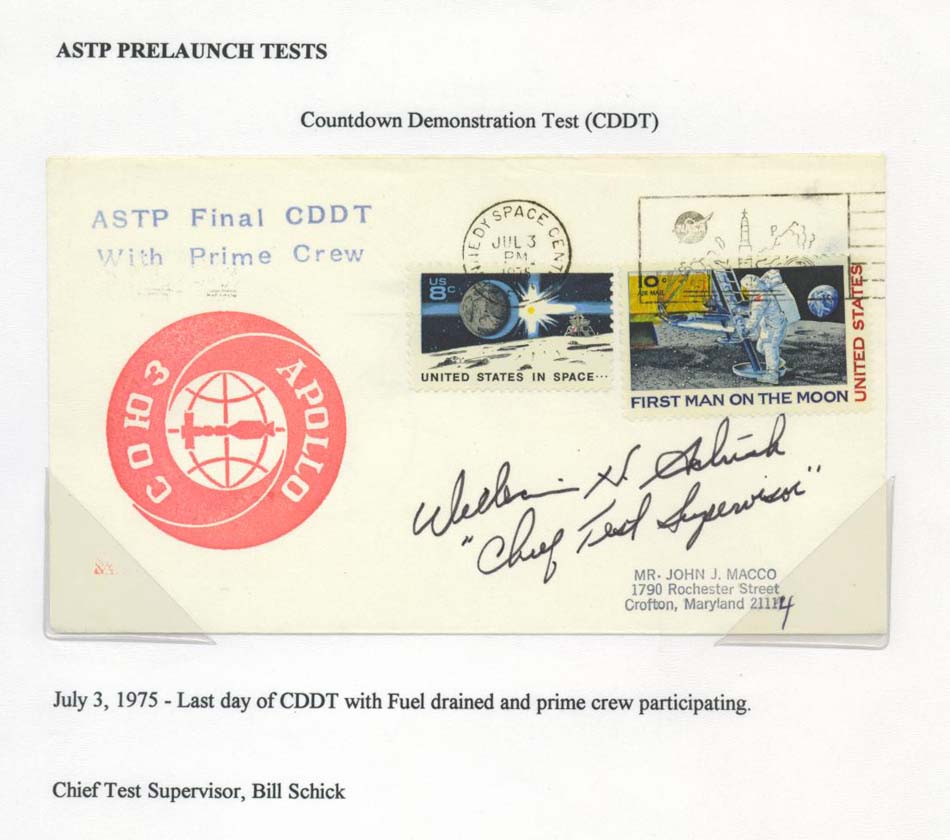 ASTP PRELAUNCH TESTS
Countdown Demonstration Test (CDDT)
ASTP Final CDDT
With Prime Crew
NEDY SPACE CENT
JUL 3
PM
1975
US
8c
UNITED STATES IN SPACE···
10c
AIR MAIL
UNITED STATES
FIRST MAN ON THE MOON
СОЮЗ
APOLLO
William H. Schick
"Chief Test Supervisor"
MR. JOHN J. MACCO
1790 Rochester Street
Crofton, Maryland 21114
July 3, 1975 - Last day of CDDT with Fuel drained and prime crew participating.
Chief Test Supervisor, Bill Schick